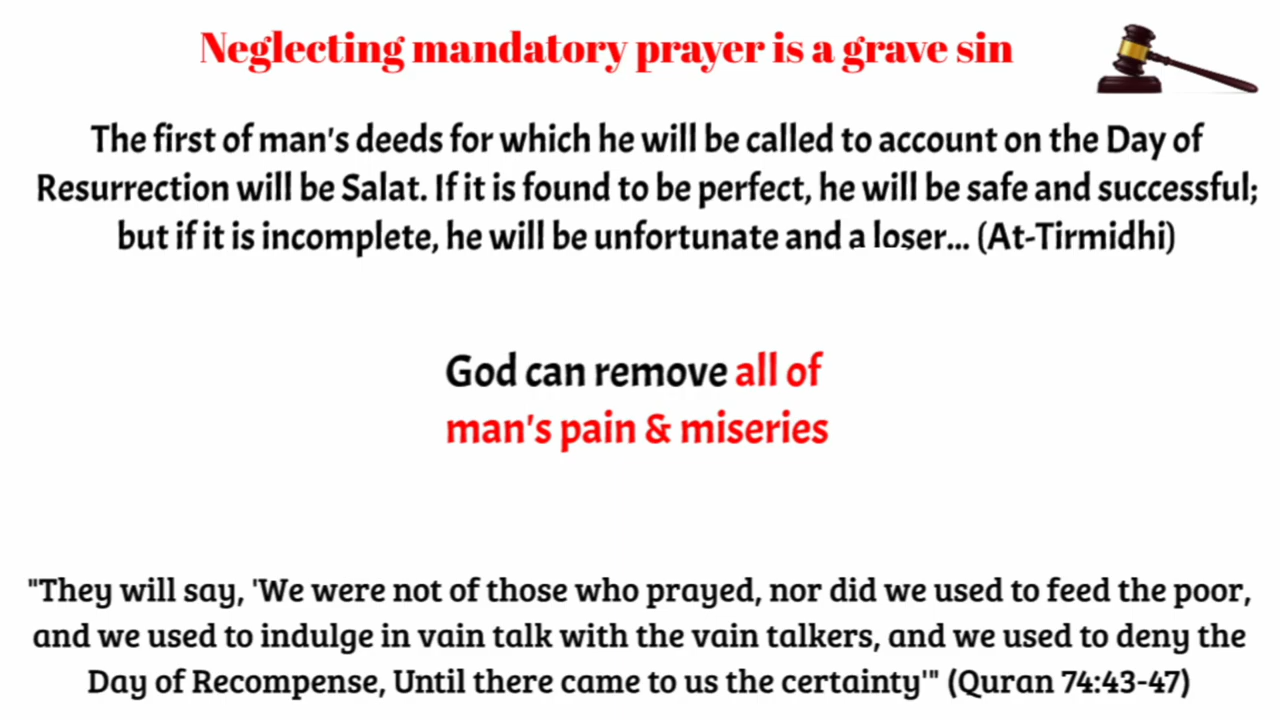 Neglecting mandatory prayer is a grave sin
The first of man's deeds for which he will be called to account on the Day of
Resurrection will be Salat. If it is found to be perfect, he will be safe and successful;
but if it is incomplete, he will be unfortunate and a loser... (At-Tirmidhi)
God can remove all of
man's pain & miseries
"They will say, 'We were not of those who prayed, nor did we used to feed the poor,
and we used to indulge in vain talk with the vain talkers, and we used to deny the
Day of Recompense, Until there came to us the certainty'" (Quran 74:43-47)